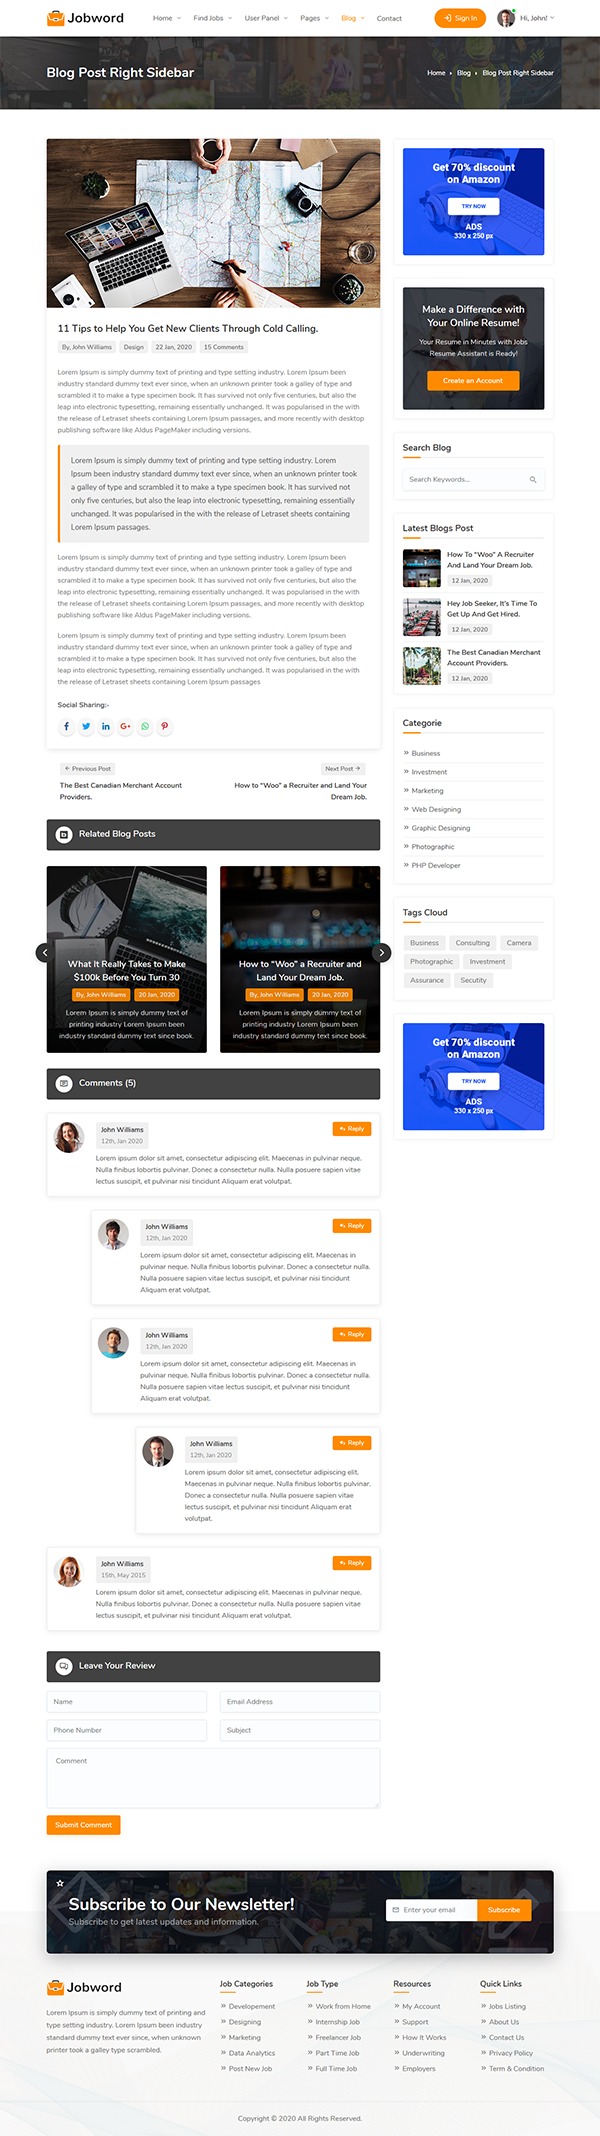 Jobword
Home
Find Jobs
User Panel
Pages
Blog
Contact
Sign In
Hi, John!
Blog Post Right Sidebar
Home
Blog
Blog Post Right Sidebar
11 Tips to Help You Get New Clients Through Cold Calling.
By, John Williams
Design
22 Jan, 2020
15 Comments
Lorem Ipsum is simply dummy text of printing and type setting industry. Lorem Ipsum been
industry standard dummy text ever since, when an unknown printer took a galley of type and
scrambled it to make a type specimen book. It has survived not only five centuries, but also the
leap into electronic typesetting, remaining essentially unchanged. It was popularised in the with
the release of Letraset sheets containing Lorem Ipsum passages, and more recently with desktop
publishing software like Aldus PageMaker including versions.
Lorem Ipsum is simply dummy text of printing and type setting industry. Lorem
Ipsum been industry standard dummy text ever since, when an unknown printer took
a galley of type and scrambled it to make a type specimen book. It has survived not
only five centuries, but also the leap into electronic typesetting, remaining essentially
unchanged. It was popularised in the with the release of Letraset sheets containing
Lorem Ipsum passages.
Lorem Ipsum is simply dummy text of printing and type setting industry. Lorem Ipsum been
industry standard dummy text ever since, when an unknown printer took a galley of type and
scrambled it to make a type specimen book. It has survived not only five centuries, but also the
leap into electronic typesetting, remaining essentially unchanged. It was popularised in the with
the release of Letraset sheets containing Lorem Ipsum passages, and more recently with desktop
publishing software like Aldus PageMaker including versions.
Lorem Ipsum is simply dummy text of printing and type setting industry. Lorem Ipsum been
industry standard dummy text ever since, when an unknown printer took a galley of type and
scrambled it to make a type specimen book. It has survived not only five centuries, but also the
leap into electronic typesetting, remaining essentially unchanged. It was popularised in the with
the release of Letraset sheets containing Lorem Ipsum passages
Social Sharing:-
Previous Post
The Best Canadian Merchant Account
Providers.
Next Post
How to “Woo” a Recruiter and Land Your
Dream Job.
Related Blog Posts
What It Really Takes to Make
$100k Before You Turn 30
By, John Williams
20 Jan, 2020
Lorem Ipsum is simply dummy text of
printing and type setting industry Lorem Ipsum been
industry standard dummy text since book.
How to “Woo” a Recruiter and
Land Your Dream Job.
By, John Williams
20 Jan, 2020
Lorem Ipsum is simply dummy text of
printing and type setting industry Lorem Ipsum been
industry standard dummy text since book.
Comments (5)
John Williams
12th, Jan 2020
Reply
Lorem ipsum dolor sit amet, consectetur adipiscing elit. Maecenas in pulvinar neque.
Nulla finibus lobortis pulvinar. Donec a consectetur nulla. Nulla posuere sapien vitae
lectus suscipit, et pulvinar nisi tincidunt Aliquam erat volutpat.
John Williams
12th, Jan 2020
Reply
Lorem ipsum dolor sit amet, consectetur adipiscing elit. Maecenas in
pulvinar neque. Nulla finibus lobortis pulvinar. Donec a consectetur nulla.
Nulla posuere sapien vitae lectus suscipit, et pulvinar nisi tincidunt
Aliquam erat volutpat.
John Williams
12th, Jan 2020
Reply
Lorem ipsum dolor sit amet, consectetur adipiscing elit. Maecenas in
pulvinar neque. Nulla finibus lobortis pulvinar. Donec a consectetur nulla.
Nulla posuere sapien vitae lectus suscipit, et pulvinar nisi tincidunt
Aliquam erat volutpat.
John Williams
12th, Jan 2020
Reply
Lorem ipsum dolor sit amet, consectetur adipiscing elit.
Maecenas in pulvinar neque. Nulla finibus lobortis pulvinar.
Donec a consectetur nulla. Nulla posuere sapien vitae
lectus suscipit, et pulvinar nisi tincidunt Aliquam erat
volutpat.
John Williams
15th, May 2015
Reply
Lorem ipsum dolor sit amet, consectetur adipiscing elit. Maecenas in pulvinar neque.
Nulla finibus lobortis pulvinar. Donec a consectetur nulla. Nulla posuere sapien vitae
lectus suscipit, et pulvinar nisi tincidunt Aliquam erat volutpat.
Leave Your Review
Name
Email Address
Phone Number
Subject
Comment
Submit Comment
Get 70% discount
on Amazon
TRY NOW
ADS
330 x 250 px
Make a Difference with
Your Online Resume!
Your Resume in Minutes with Jobs
Resume Assistant is Ready!
Create an Account
Search Blog
Search Keywords...
Latest Blogs Post
How To “Woo” A Recruiter
And Land Your Dream Job.
12 Jan, 2020
Hey Job Seeker, It’s Time To
Get Up And Get Hired.
12 Jan, 2020
The Best Canadian Merchant
Account Providers.
12 Jan, 2020
Categorie
Business
Investment
Marketing
Web Designing
Graphic Designing
Photographic
PHP Developer
Tags Cloud
Business
Consulting
Camera
Photographic
Investment
Assurance
Secutity
Get 70% discount
on Amazon
TRY NOW
ADS
330 x 250 px
Subscribe to Our Newsletter!
Subscribe to get latest updates and information.
Enter your email
Subscribe
Jobword
Lorem Ipsum is simply dummy text of printing and
type setting industry. Lorem Ipsum been industry
standard dummy text ever since, when unknown
printer took a galley type scrambled.
Job Categories
Developement
Designing
Marketing
Data Analytics
Post New Job
Job Type
Work from Home
Internship Job
Freelancer Job
Part Time Job
Full Time Job
Resources
My Account
Support
How It Works
Underwriting
Employers
Quick Links
Jobs Listing
About Us
Contact Us
Privacy Policy
Term & Condition
Copyright © 2020 All Rights Reserved.